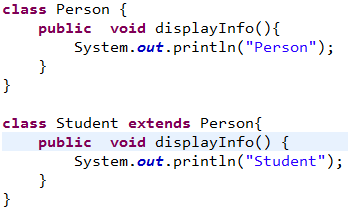 class Person {
    public  void displayInfo(){
        System.out.println("Person");
    }
}

class Student extends Person{
    public  void displayInfo() {
        System.out.println("Student");
    }
}